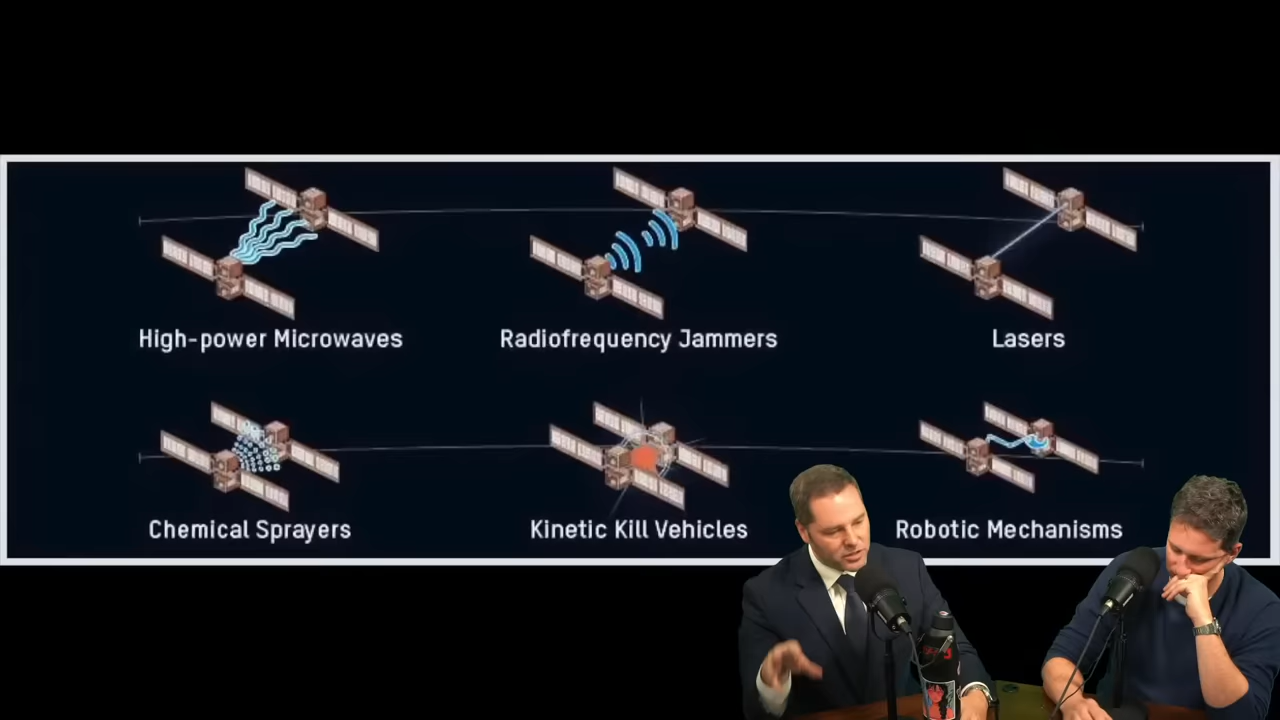 High-power Microwaves
Radiofrequency Jammers
Lasers
Chemical Sprayers
Kinetic Kill Vehicles
Robotic Mechanisms